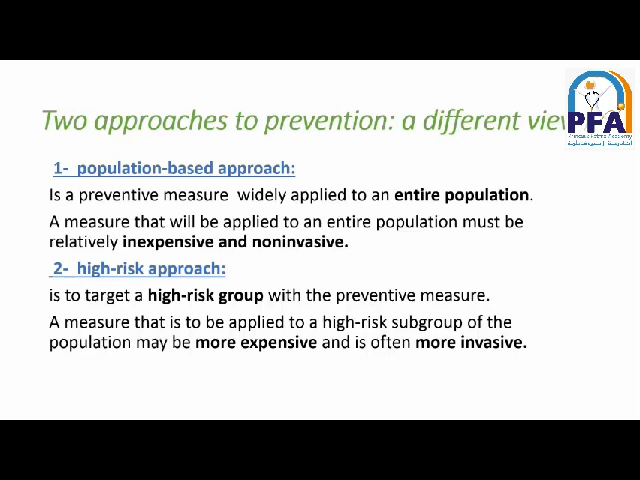 Two approaches to prevention: a different view
PFA
1- population-based approach:
Is a preventive measure widely applied to an entire population.
A measure that will be applied to an entire population must be
relatively inexpensive and noninvasive.
2- high-risk approach:
is to target a high-risk group with the preventive measure.
A measure that is to be applied to a high-risk subgroup of the
population may be more expensive and is often more invasive.